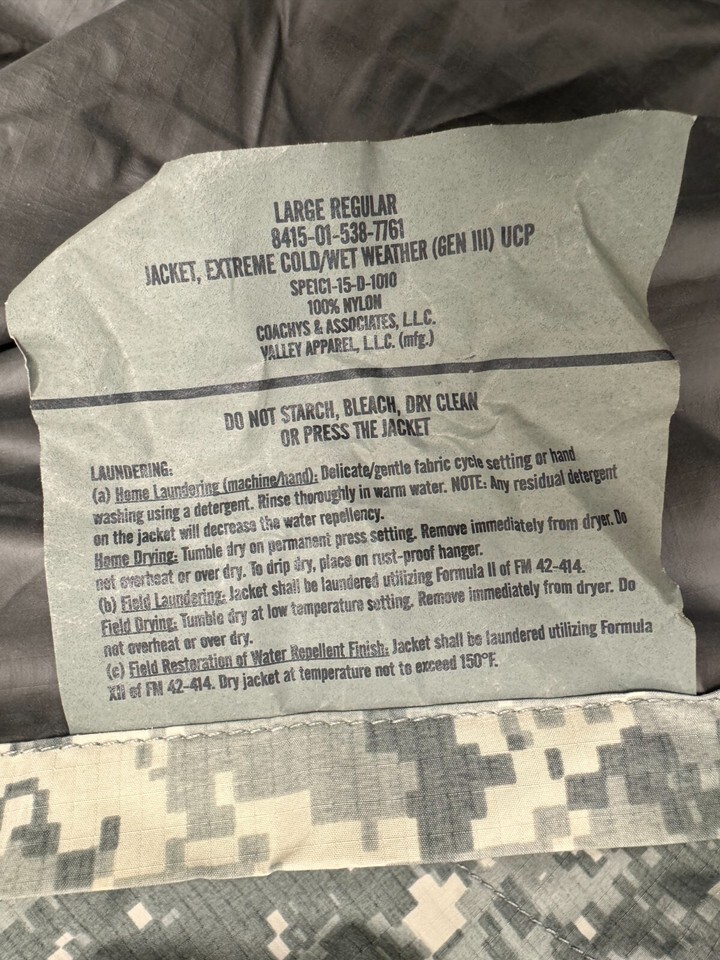 LARGE REGULAR
8415-01-538-7761
JACKET, EXTREME COLD/WET WEATHER (GEN III) UCP
SPE1C1-15-D-1010
100% NYLON
COACHYS & ASSOCIATES, L.L.C.
VALLEY APPAREL, L.L.C. (mfg.)
DO NOT STARCH, BLEACH, DRY CLEAN
OR PRESS THE JACKET
LAUNDERING:
(a) Home Laundering (machine/hand): Delicate/gentle fabric cycle setting or hand
washing using a detergent. Rinse thoroughly in warm water. NOTE: Any residual detergent
on the jacket will decrease the water repellency.
Home Drying: Tumble dry on permanent press setting. Remove immediately from dryer. Do
not overheat or over dry. To drip dry, place on rust-proof hanger.
(b) Field Laundering: Jacket shall be laundered utilizing Formula II of FM 42-414.
Field Drying: Tumble dry at low temperature setting. Remove immediately from dryer. Do
not overheat or over dry.
(c) Field Restoration of Water Repellent Finish: Jacket shall be laundered utilizing Formula
XII of FM 42-414. Dry jacket at temperature not to exceed 150°F.